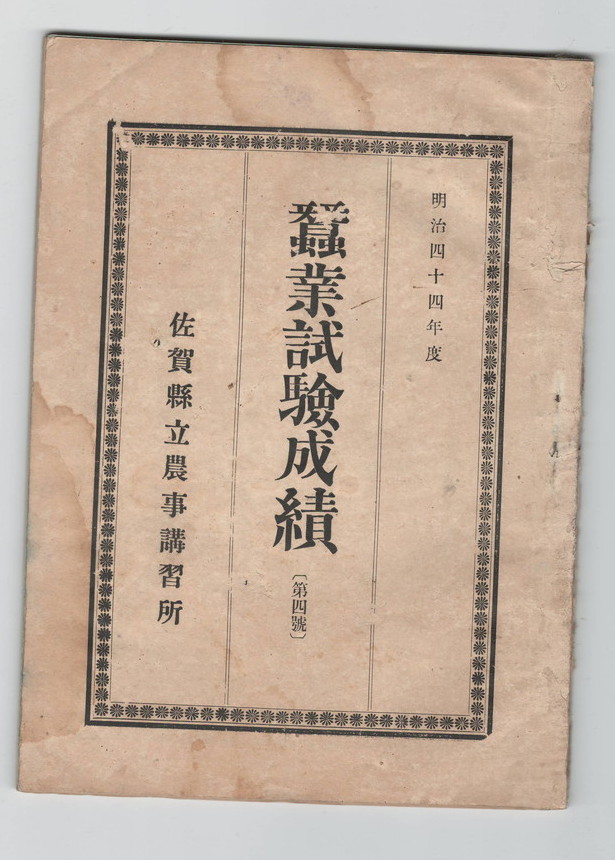 明治四十四年度
蠶業試驗成績
〔第四號〕
佐賀縣立農事講習所